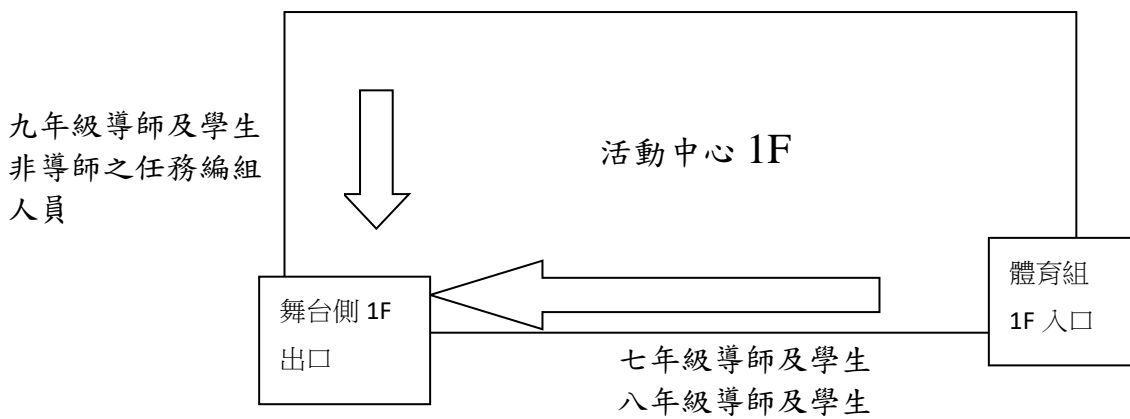 九年級導師及學生
非導師之任務編組
人員
活動中心 1F
舞台側 1F
出口
體育組
1F 入口
七年級導師及學生
八年級導師及學生